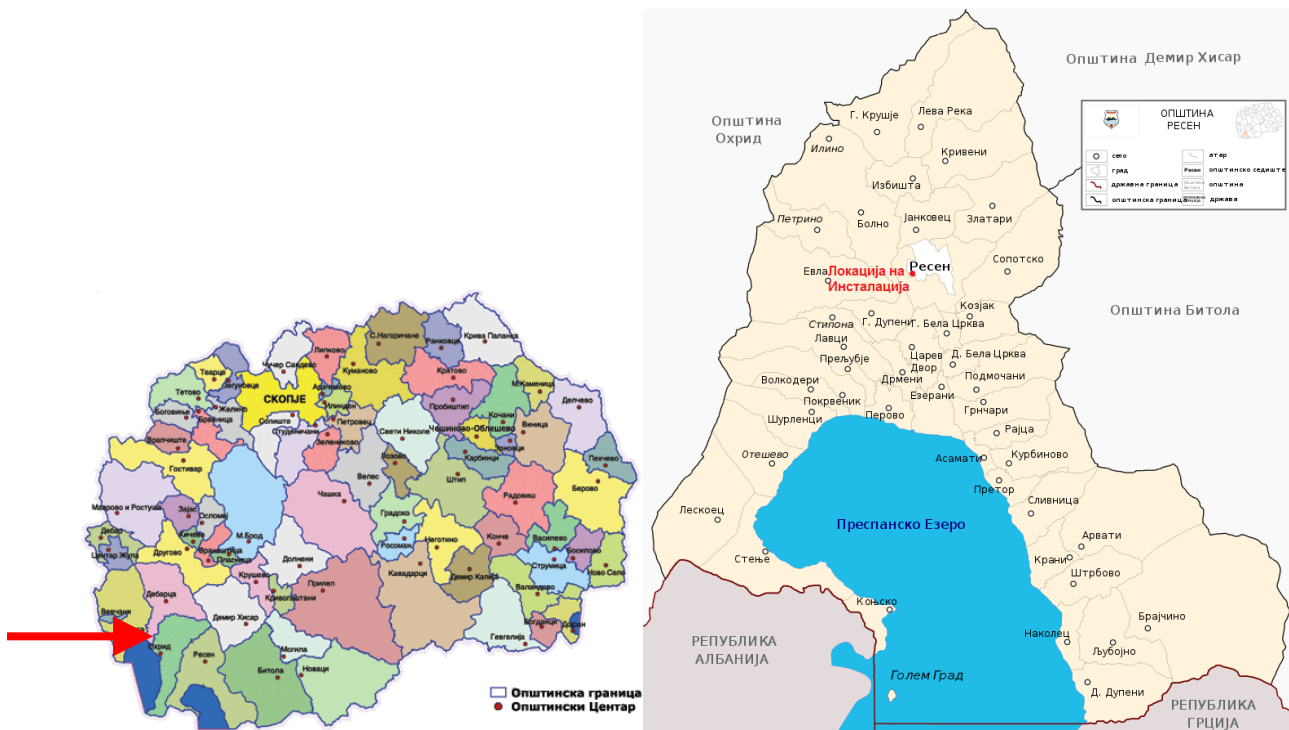 Крива Паланка
С.Нагоричане
Ранковце
Липково
Чучер Сандево
Куманово
Кратово
Теарце
Јегуновце
Тетово
Арачиново
М.Каменица
Делчево
СКОПЈЕ
Пробиштип
Желино
Илинден
Боговиње
Брвеница
Сопиште
Петровец
Кочани
Студеничани
Чешиново-Облешево
Виница
Врапчиште
Зелениково
Свети Николе
Зрновци
Карбинци
Лозово
Пехчево
Гостивар
Велес
Штип
Берово
Чашка
Радовиш
Маврово и Ростуша
Зајас
Осломеј
Градско
Дебар
Кичево
М.Брод
Конче
Василево
Центар Жупа
Другово
Вранештица
Росоман
Неготино
Босилово
Пласница
Долнени
Струмица
Ново Село
Крушево
Кавадарци
Демир Капија
Прилеп
Валандово
Дебарца
Кривогаштани
Вевчани
Демир Хисар
Богданци
Дојран
Гевгелија
Охрид
Ресен
Могила
Битола
Новаци
Општинска граница
Општински Центар
Општина Демир Хисар
Општина
Охрид
ОПШТИНА
РЕСЕН
село
град
државна граница
општинска граница
атар
Ресен
општинско седиште
општина
држава
Општина Битола
Г. Крушје
Лева Река
Илино
Кривени
Избишта
Петрино
Болно
Јанковец
Златари
Ресен
Сопотско
Евла
Локација на
Инсталација
Козјак
Стипона
Г. Дупени
Г. Бела Црква
Лавци
Прељубје
Царев
Двор
Д. Бела Црква
Волкодери
Дрмени
Подмочани
Покрвеник
Езерани
Грнчари
Шурленци
Перово
Рајца
Отешево
Асамати
Курбиново
Претор
Лескоец
Сливница
Преспанско Езеро
Арвати
Стење
Крани
Штрбово
Коњско
Брајчино
РЕПУБЛИКА
АЛБАНИЈА
Наколец
Љубојно
Голем Град
Д. Дупени
РЕПУБЛИКА
ГРЦИЈА